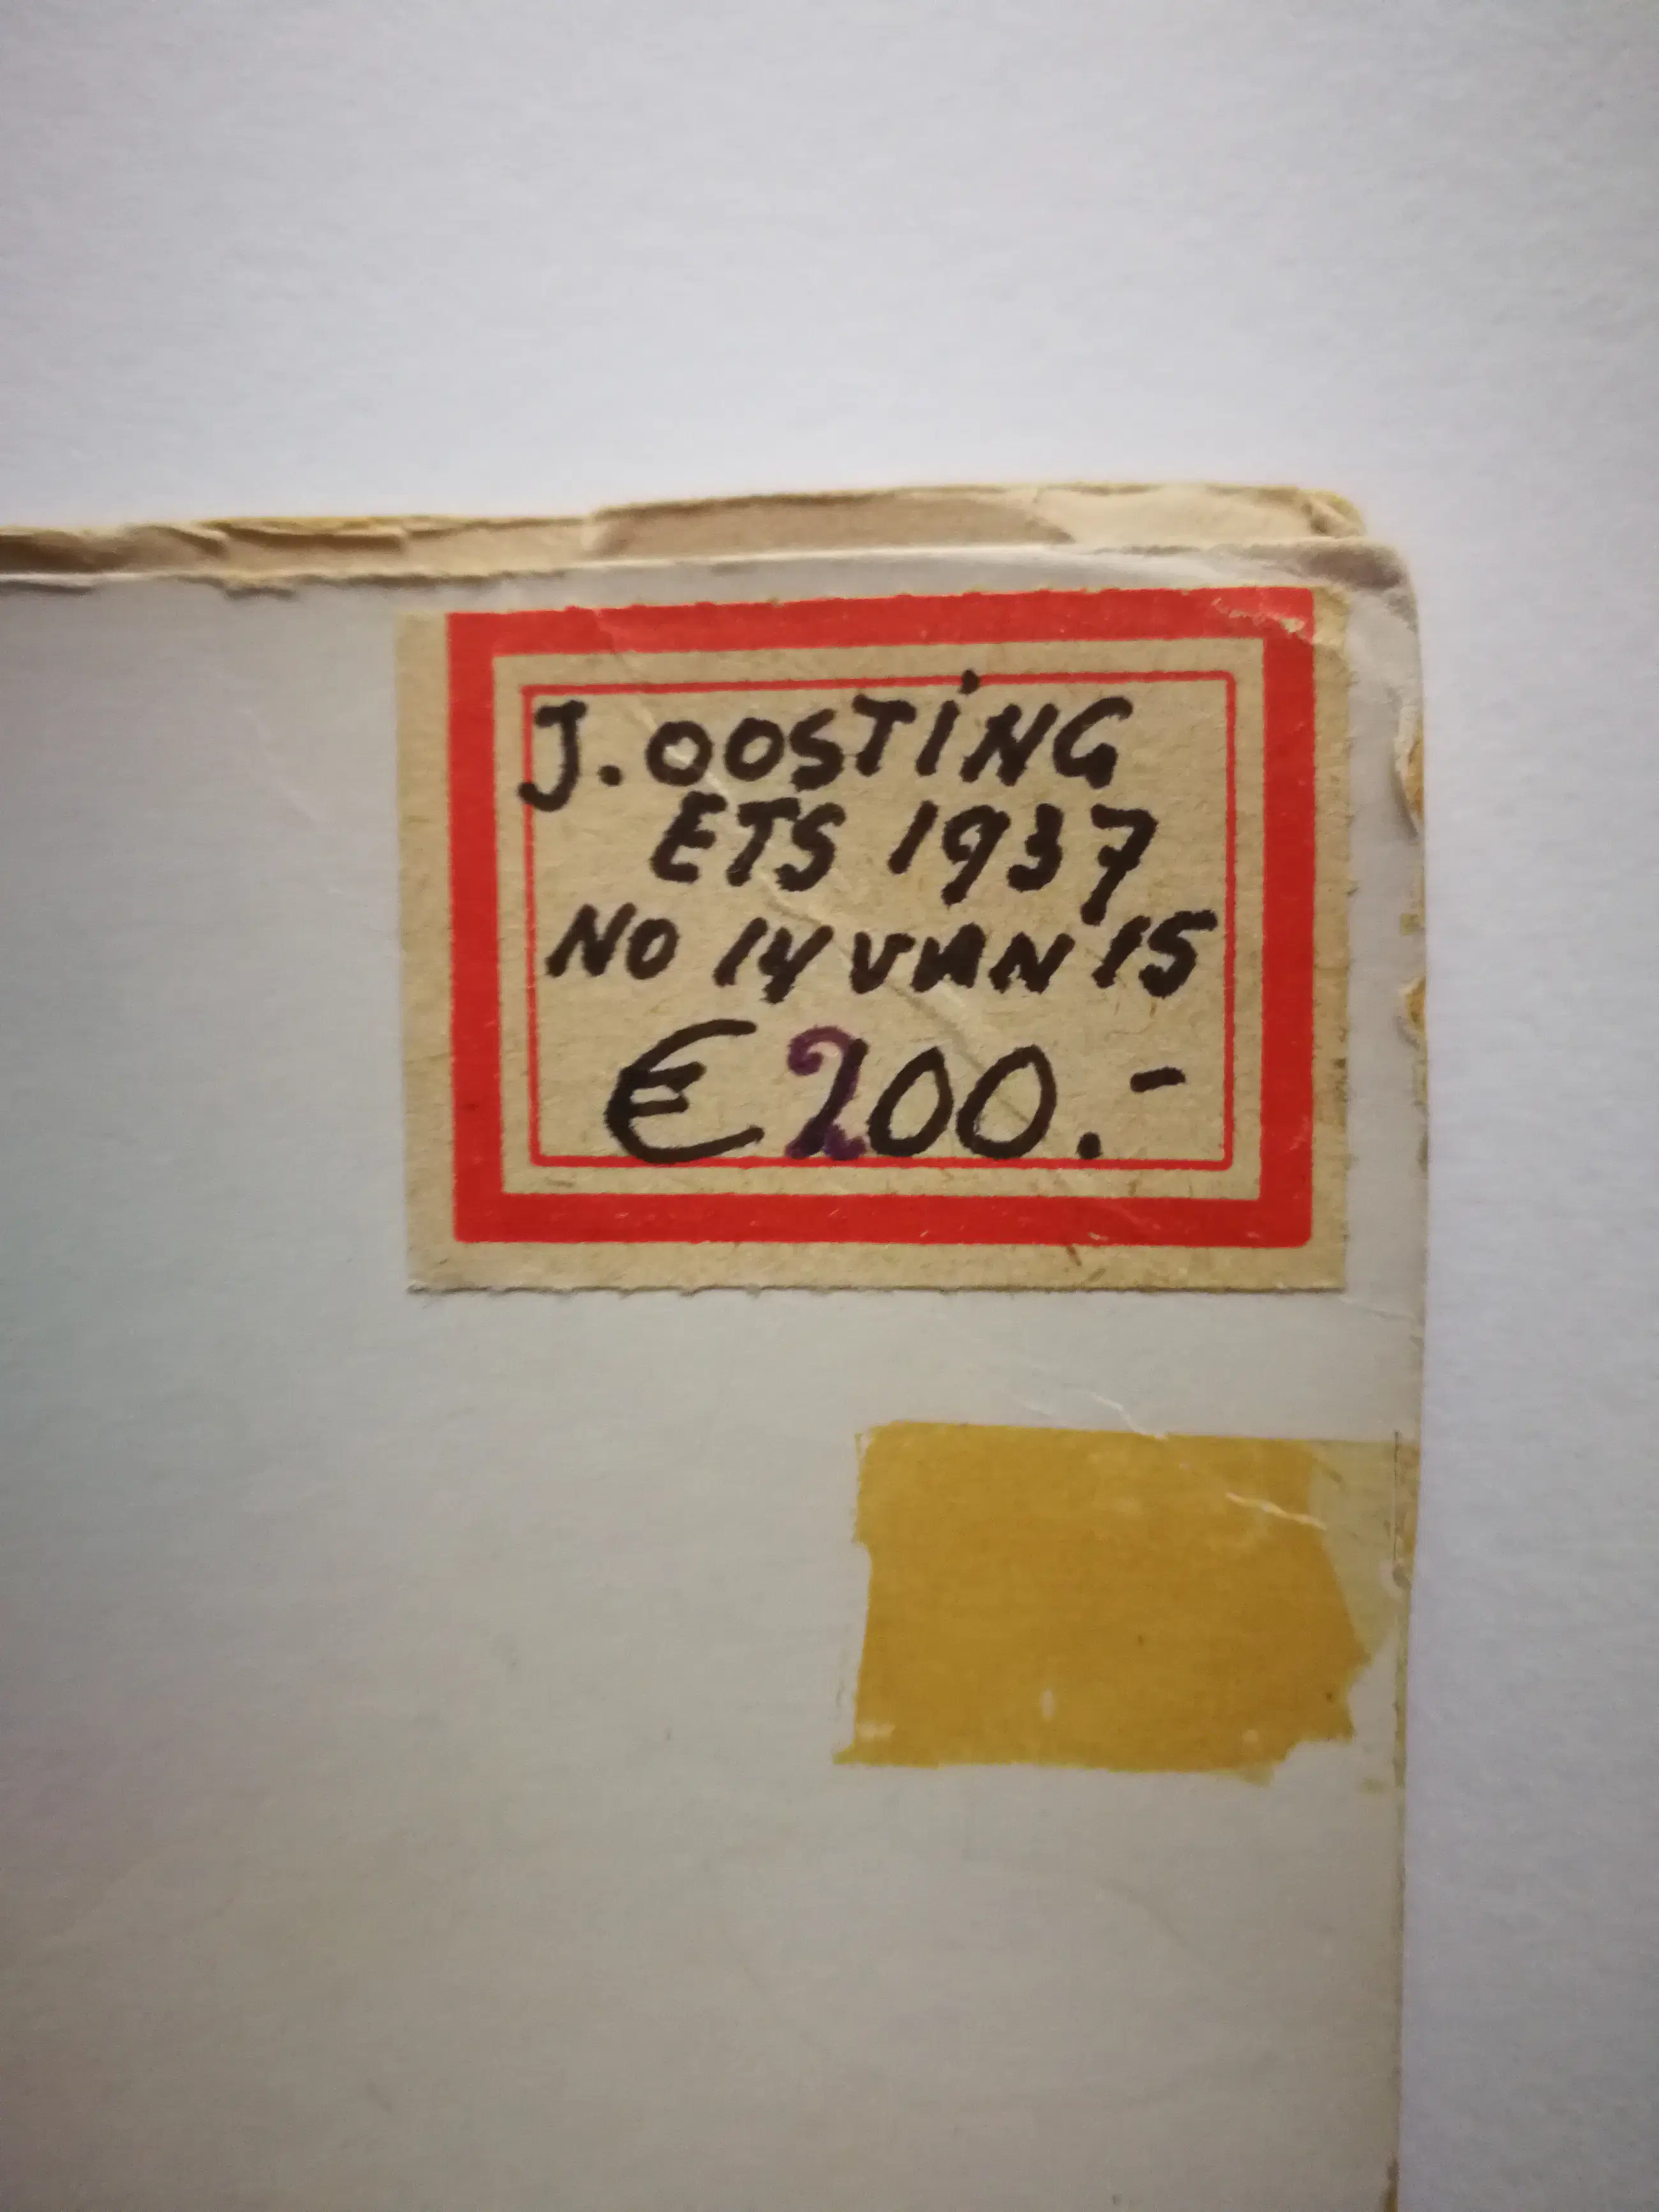 J. OOSTING
ETS 1937
NO 14 VAN 15
€ 200.-